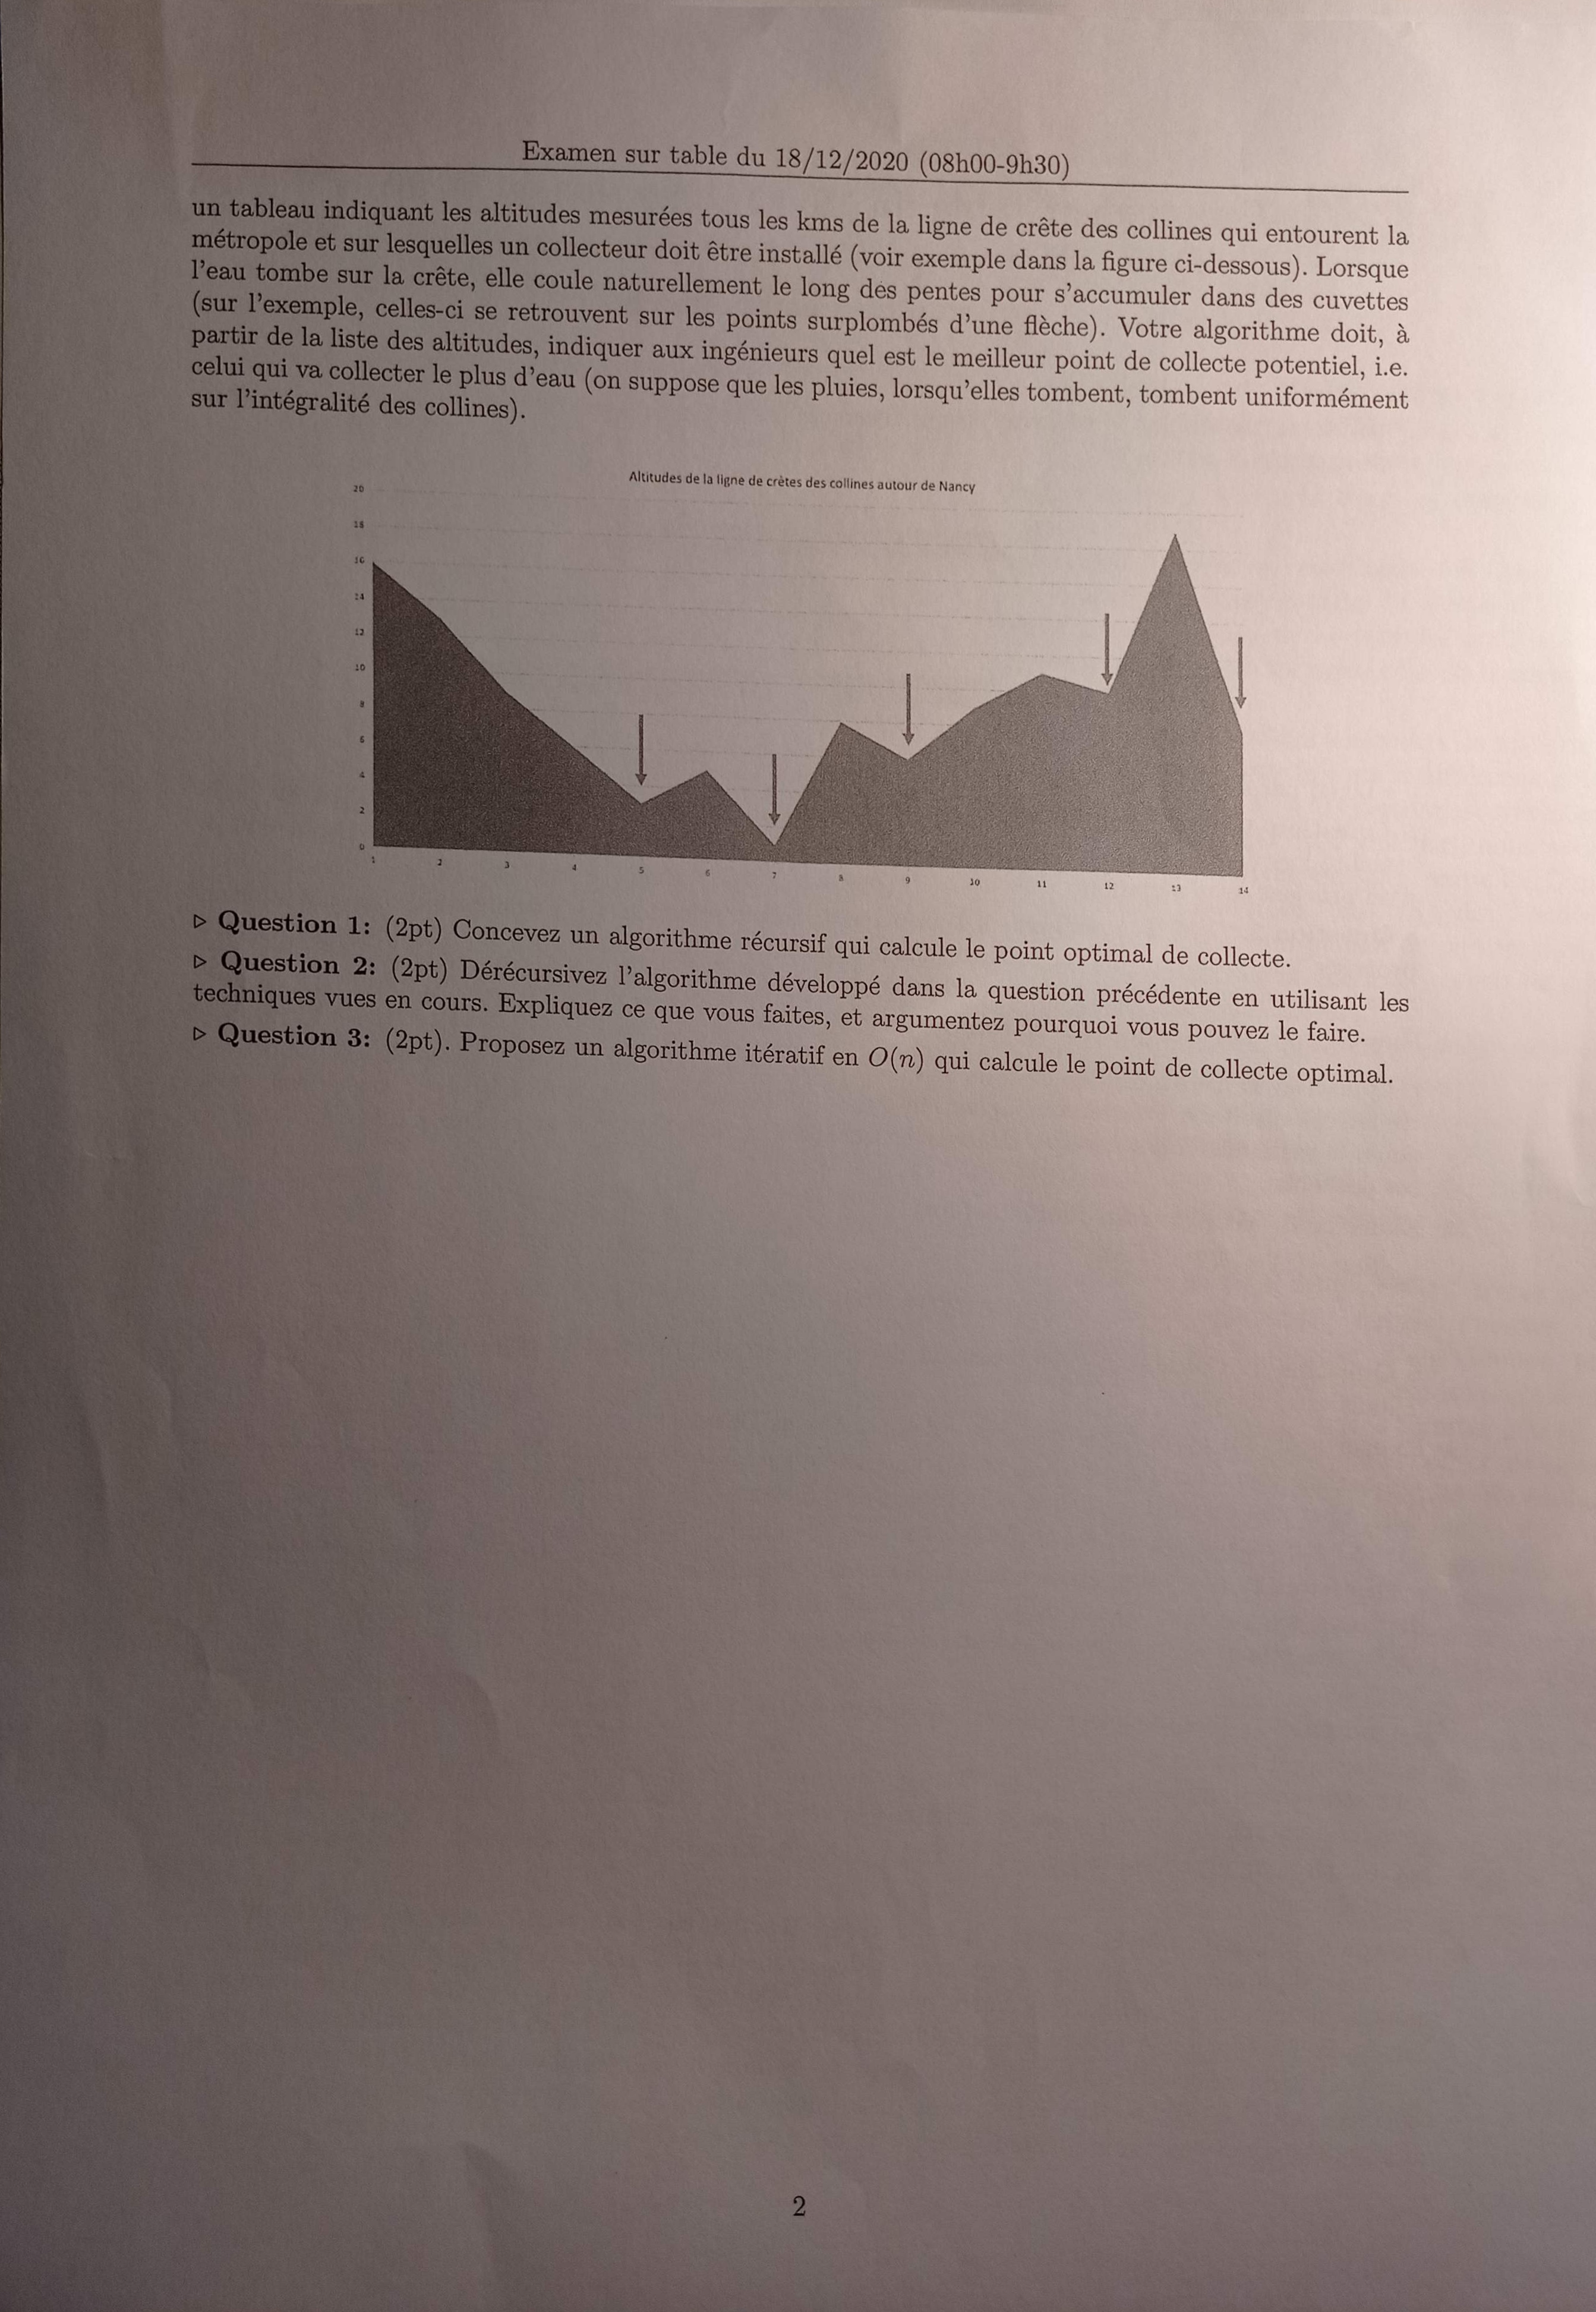 Examen sur table du 18/12/2020 (08h00-9h30)
un tableau indiquant les altitudes mesurées tous les kms de la ligne de crête des collines qui entourent la
métropole et sur lesquelles un collecteur doit être installé (voir exemple dans la figure ci-dessous). Lorsque
l'eau tombe sur la crête, elle coule naturellement le long des pentes pour s'accumuler dans des cuvettes
(sur l'exemple, celles-ci se retrouvent sur les points surplombés d'une flèche). Votre algorithme doit, à
partir de la liste des altitudes, indiquer aux ingénieurs quel est le meilleur point de collecte potentiel, i.e.
celui qui va collecter le plus d'eau (on suppose que les pluies, lorsqu'elles tombent, tombent uniformément
sur l'intégralité des collines).
Altitudes de la ligne de crètes des collines autour de Nancy
20
18
16
14
12
10
8
6
4
2
0
1 2 3 4 5 6 7 8 9 10 11 12 13 14
▷ Question 1: (2pt) Concevez un algorithme récursif qui calcule le point optimal de collecte.
▷ Question 2: (2pt) Dérécursivez l'algorithme développé dans la question précédente en utilisant les
techniques vues en cours. Expliquez ce que vous faites, et argumentez pourquoi vous pouvez le faire.
▷ Question 3: (2pt). Proposez un algorithme itératif en O(n) qui calcule le point de collecte optimal.
2